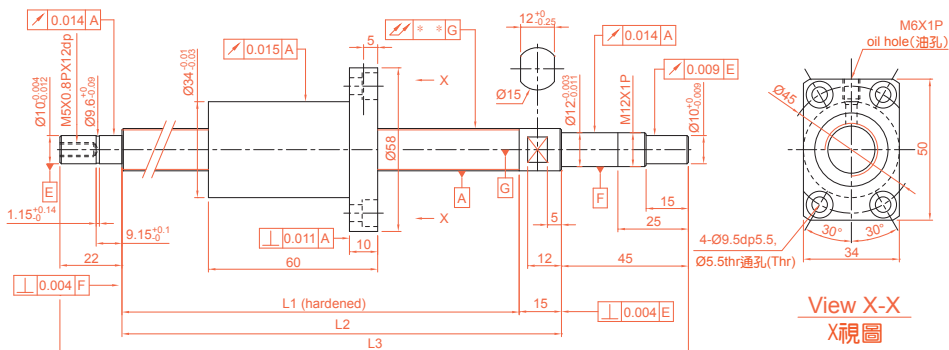 0.014 A
Ø10 -0.004 -0.012
M5X0.8PX12dp
Ø9.6 +0 -0.09
Ø34 -0.01 -0.03
0.015 A
5
* * G
12 +0 -0.25
0.014 A
X
Ø15
Ø12 -0.003 -0.011
M12X1P
0.009 E
Ø10 +0 -0.009
M6X1P
oil hole(油孔)
Ø45
50
Ø58
E
A
G
F
X
1.15 +0.14 -0
9.15 +0.1 -0
0.011 A
10
60
5
12
15
25
22
45
4-Ø9.5dp5.5,
Ø5.5thr通孔(Thr)
30° 30°
34
0.004 F
L1 (hardened)
15
0.004 E
L2
L3
View X-X
X視圖